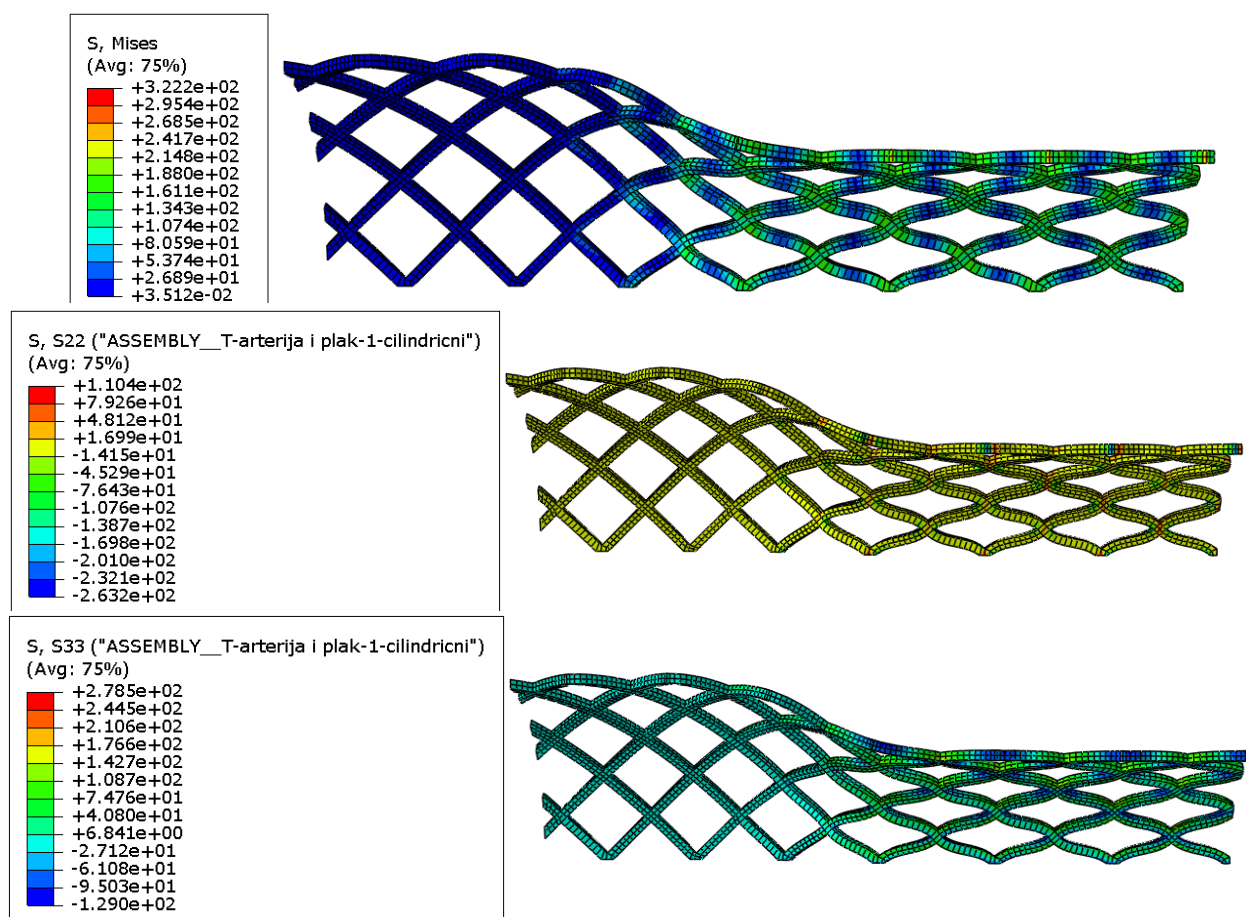 S, Mises
(Avg: 75%)
+3.222e+02
+2.954e+02
+2.685e+02
+2.417e+02
+2.148e+02
+1.880e+02
+1.611e+02
+1.343e+02
+1.074e+02
+8.059e+01
+5.374e+01
+2.689e+01
+3.512e-02
S, S22 ("ASSEMBLY__T-arterija i plak-1-cilindricni")
(Avg: 75%)
+1.104e+02
+7.926e+01
+4.812e+01
+1.699e+01
-1.415e+01
-4.529e+01
-7.643e+01
-1.076e+02
-1.387e+02
-1.698e+02
-2.010e+02
-2.321e+02
-2.632e+02
S, S33 ("ASSEMBLY__T-arterija i plak-1-cilindricni")
(Avg: 75%)
+2.785e+02
+2.445e+02
+2.106e+02
+1.766e+02
+1.427e+02
+1.087e+02
+7.476e+01
+4.080e+01
+6.841e+00
-2.712e+01
-6.108e+01
-9.503e+01
-1.290e+02